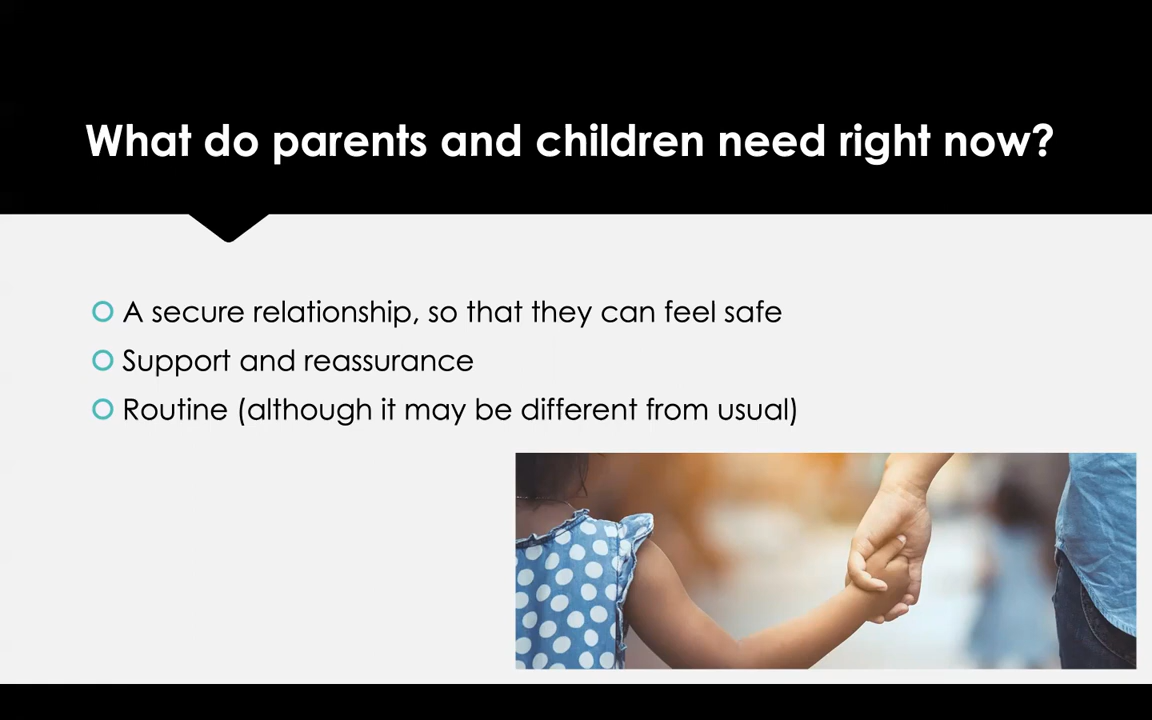 What do parents and children need right now?
A secure relationship, so that they can feel safe
Support and reassurance
Routine (although it may be different from usual)